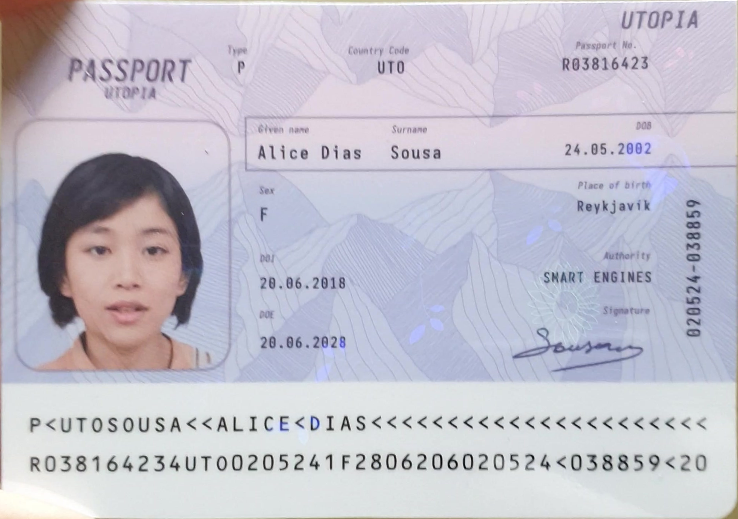 UTOPIA
PASSPORT
UTOPIA
Type
P
Country Code
UTO
Passport No.
R03816423
Given name
Alice Dias
Surname
Sousa
DOB
24.05.2002
Sex
F
Place of birth
Reykjavik
DOI
20.06.2018
Authority
SMART ENGINES
DOE
20.06.2028
Signature
Sousa
020524-038859
P<UTOSOUSA<<ALICE<DIAS<<<<<<<<<<<<<<<<<<<<<<
R038164234UTO0205241F2806206020524<038859<20